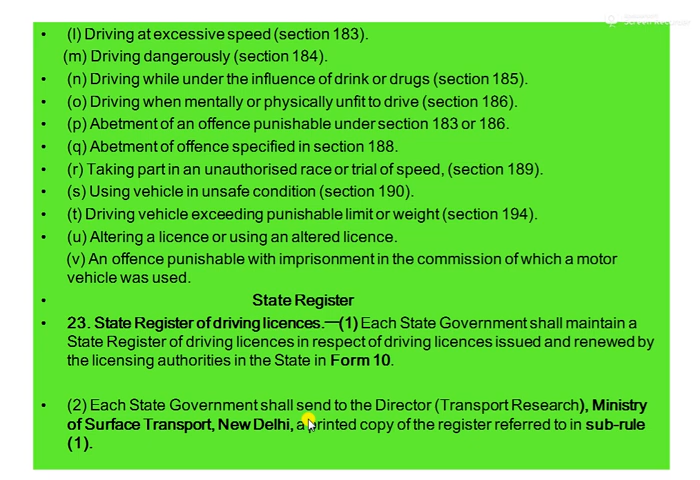 • (l) Driving at excessive speed (section 183).
(m) Driving dangerously (section 184).
• (n) Driving while under the influence of drink or drugs (section 185).
• (o) Driving when mentally or physically unfit to drive (section 186).
• (p) Abetment of an offence punishable under section 183 or 186.
• (q) Abetment of offence specified in section 188.
• (r) Taking part in an unauthorised race or trial of speed, (section 189).
• (s) Using vehicle in unsafe condition (section 190).
• (t) Driving vehicle exceeding punishable limit or weight (section 194).
• (u) Altering a licence or using an altered licence.
(v) An offence punishable with imprisonment in the commission of which a motor
vehicle was used.
• State Register
• 23. State Register of driving licences.—(1) Each State Government shall maintain a
State Register of driving licences in respect of driving licences issued and renewed by
the licensing authorities in the State in Form 10.
• (2) Each State Government shall send to the Director (Transport Research), Ministry
of Surface Transport, New Delhi, a printed copy of the register referred to in sub-rule
(1).